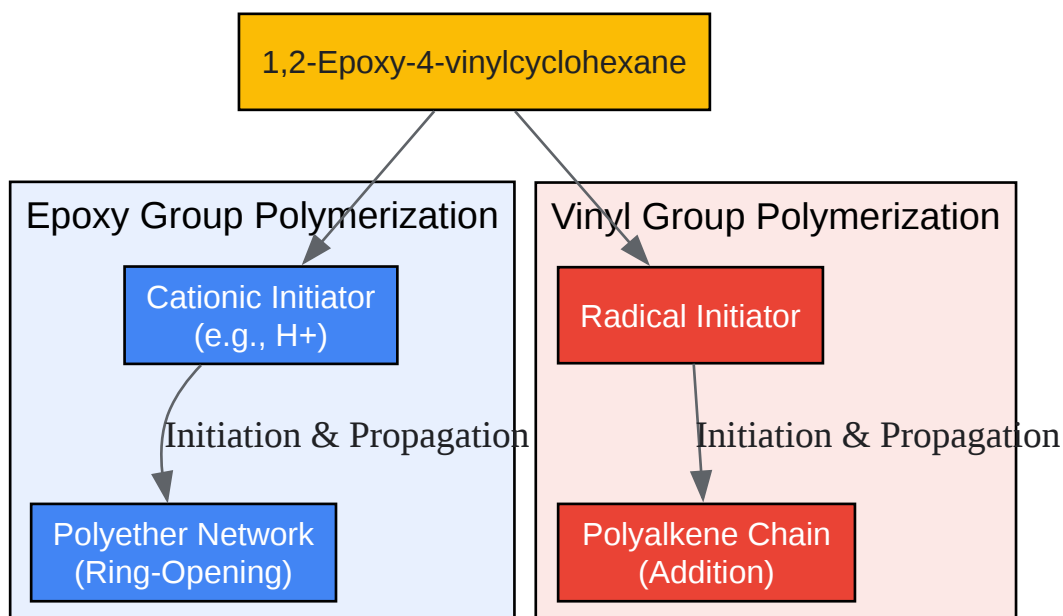 1,2-Epoxy-4-vinylcyclohexane
Epoxy Group Polymerization
Cationic Initiator
(e.g., H+)
Initiation & Propagation
Polyether Network
(Ring-Opening)
Vinyl Group Polymerization
Radical Initiator
Initiation & Propagation
Polyalkene Chain
(Addition)